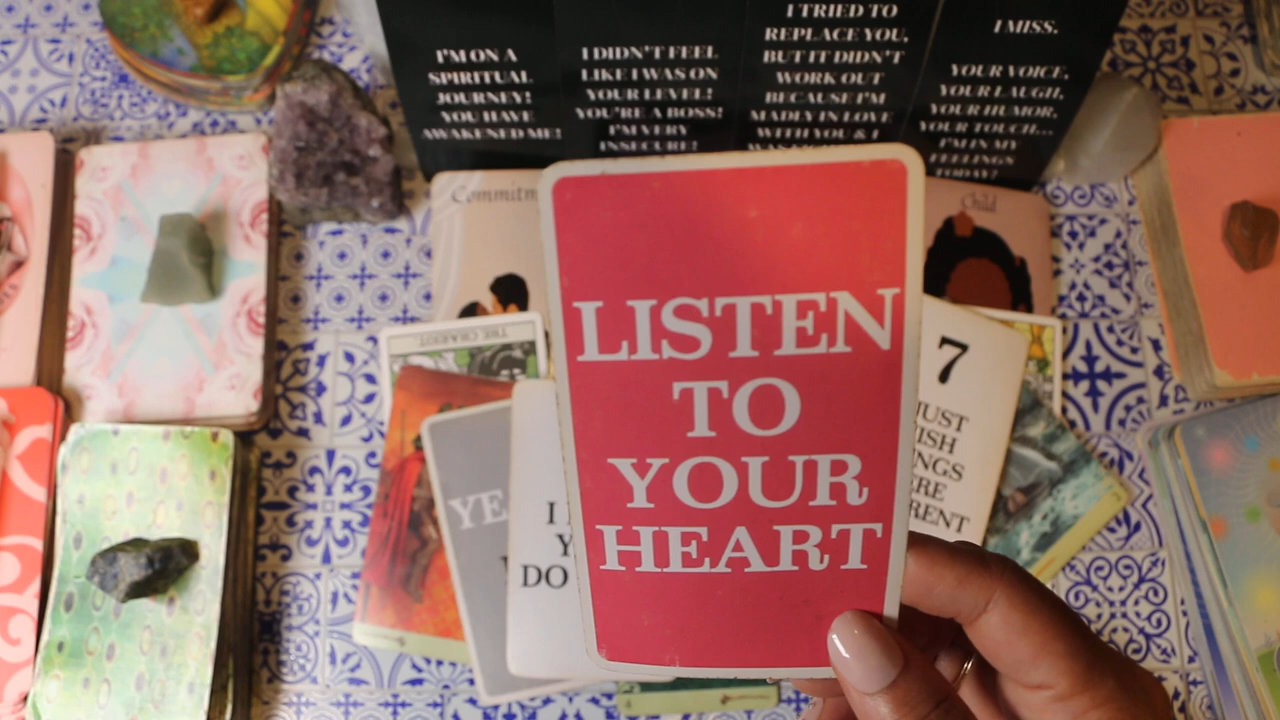 I'M ON A
SPIRITUAL
JOURNEY!
YOU HAVE
AWAKENED ME!
I DIDN'T FEEL
LIKE I WAS ON
YOUR LEVEL!
YOU'RE A BOSS!
I'M VERY
INSECURE!
I TRIED TO
REPLACE YOU,
BUT IT DIDN'T
WORK OUT
BECAUSE I'M
MADLY IN LOVE
WITH YOU & I
I MISS.
YOUR VOICE,
YOUR LAUGH,
YOUR HUMOR,
YOUR TOUCH...
I'M IN MY
FEELINGS
TODAY?
Commitm
Child
THE CHARIOT.
LISTEN
TO
YOUR
HEART
7
JUST
ISH
NGS
ERE
RENT
YE
I
Y
DO